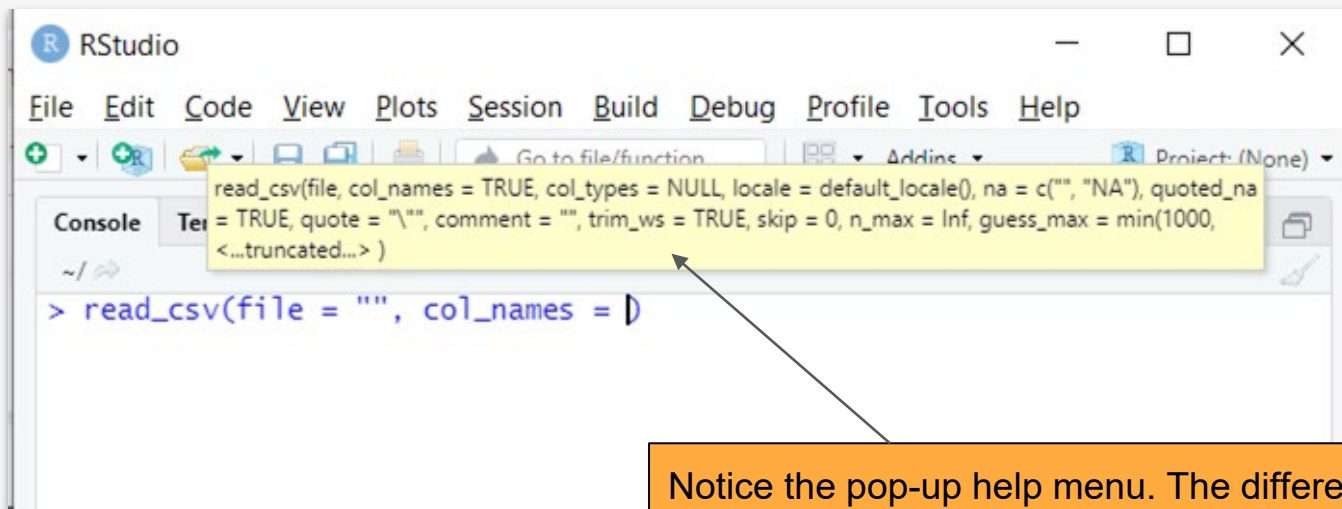 R RStudio
File Edit Code View Plots Session Build Debug Profile Tools Help
R Go to file/function Addins R Project: (None)
read_csv(file, col_names = TRUE, col_types = NULL, locale = default_locale(), na = c("", "NA"), quoted_na
Console Ter = TRUE, quote = "\"", comment = "", trim_ws = TRUE, skip = 0, n_max = Inf, guess_max = min(1000,
<...truncated...> )
~/
> read_csv(file = "", col_names = )
Notice the pop-up help menu. The differe